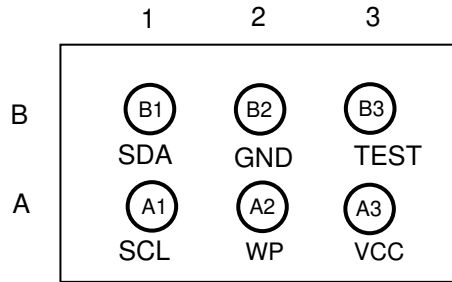 1 2 3
B B1 B2 B3
SDA GND TEST
A A1 A2 A3
SCL WP VCC